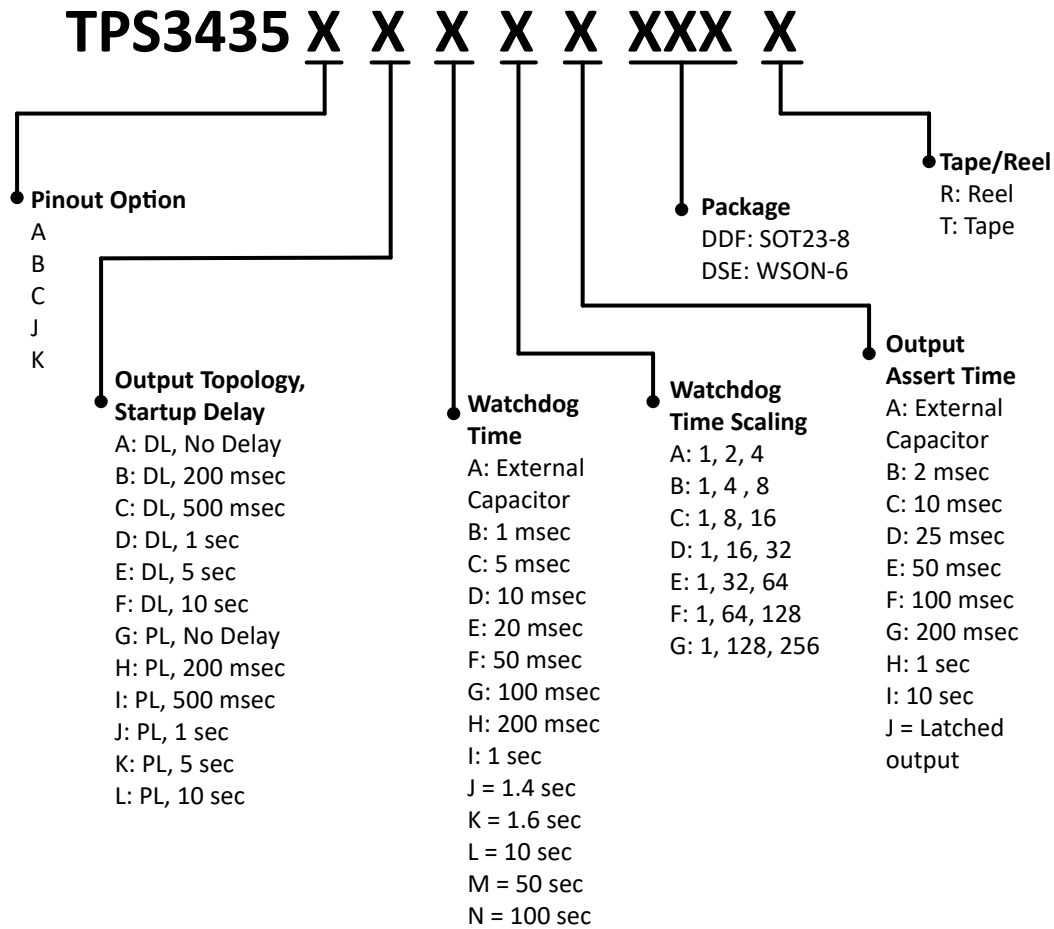 TPS3435 X X X X X XXX X
Pinout Option
A
B
C
J
K
Output Topology,
Startup Delay
A: DL, No Delay
B: DL, 200 msec
C: DL, 500 msec
D: DL, 1 sec
E: DL, 5 sec
F: DL, 10 sec
G: PL, No Delay
H: PL, 200 msec
I: PL, 500 msec
J: PL, 1 sec
K: PL, 5 sec
L: PL, 10 sec
Watchdog
Time
A: External
Capacitor
B: 1 msec
C: 5 msec
D: 10 msec
E: 20 msec
F: 50 msec
G: 100 msec
H: 200 msec
I: 1 sec
J = 1.4 sec
K = 1.6 sec
L = 10 sec
M = 50 sec
N = 100 sec
Watchdog
Time Scaling
A: 1, 2, 4
B: 1, 4 , 8
C: 1, 8, 16
D: 1, 16, 32
E: 1, 32, 64
F: 1, 64, 128
G: 1, 128, 256
Output
Assert Time
A: External
Capacitor
B: 2 msec
C: 10 msec
D: 25 msec
E: 50 msec
F: 100 msec
G: 200 msec
H: 1 sec
I: 10 sec
J = Latched
output
Package
DDF: SOT23-8
DSE: WSON-6
Tape/Reel
R: Reel
T: Tape